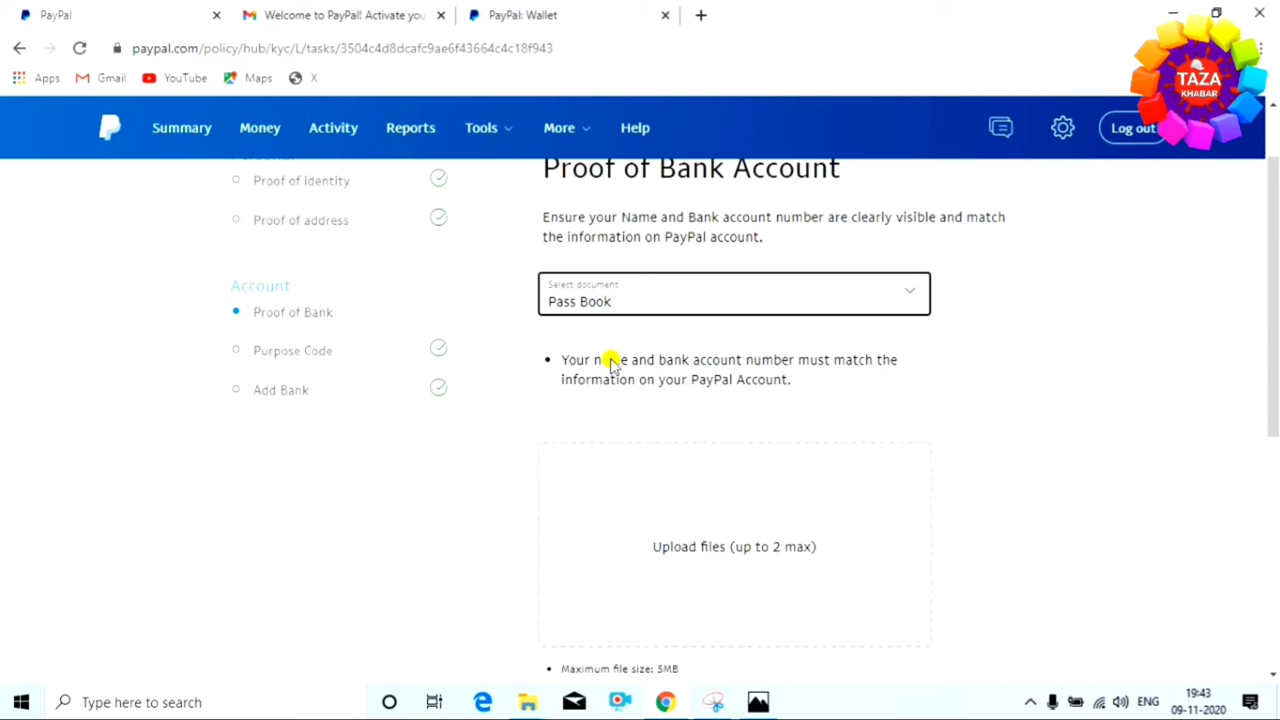 PayPal
Welcome to PayPal! Activate you
PayPal: Wallet
paypal.com/policy/hub/kyc/L/tasks/3504c4d8dcafc9ae6f43664c4c18f943
Apps
Gmail
YouTube
Maps
X
TAZA
KHABAR
Summary
Money
Activity
Reports
Tools
More
Help
Log out
Proof of identity
Proof of address
Account
Proof of Bank
Purpose Code
Add Bank
Proof of Bank Account
Ensure your Name and Bank account number are clearly visible and match
the information on PayPal account.
Select document
Pass Book
Your name and bank account number must match the
information on your PayPal Account.
Upload files (up to 2 max)
Maximum file size: 5MB
Type here to search
ENG
19:43
09-11-2020